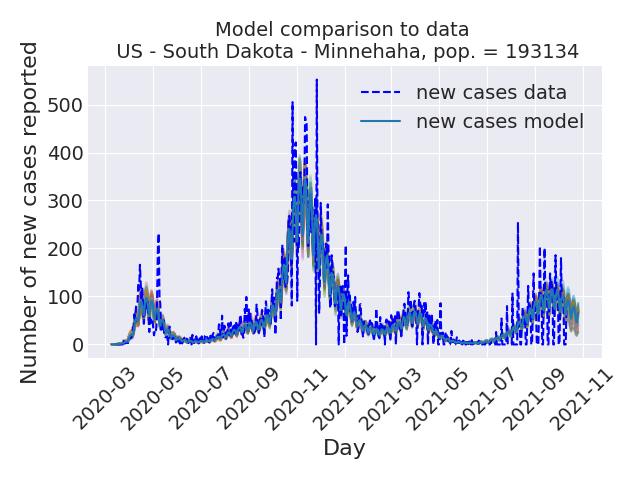 Model comparison to data
US - South Dakota - Minnehaha, pop. = 193134
Number of new cases reported
500
400
300
200
100
0
new cases data
new cases model
2020-03
2020-05
2020-07
2020-09
2020-11
2021-01
2021-03
2021-05
2021-07
2021-09
2021-11
Day